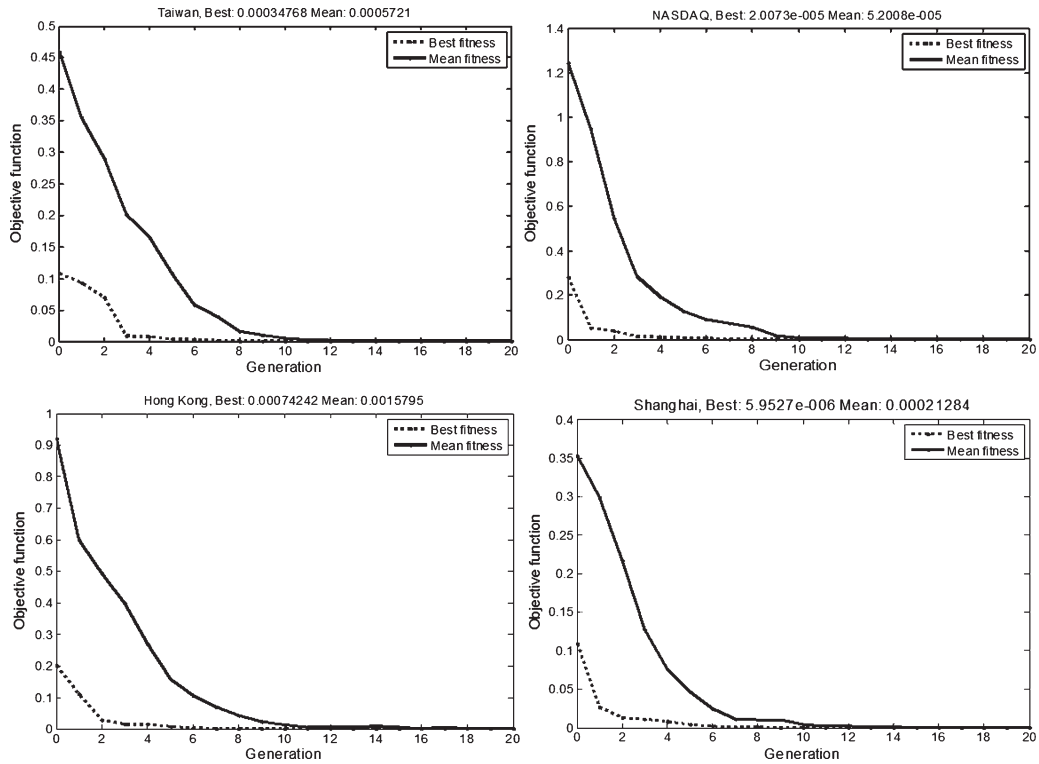 Taiwan, Best: 0.00034768 Mean: 0.0005721
0.5
0.45
0.4
0.35
0.3
0.25
0.2
0.15
0.1
0.05
0
Objective function
Best fitness
Mean fitness
0 2 4 6 8 10 12 14 16 18 20
Generation
NASDAQ, Best: 2.0073e-005 Mean: 5.2008e-005
1.4
1.2
1
0.8
0.6
0.4
0.2
0
Objective function
Best fitness
Mean fitness
0 2 4 6 8 10 12 14 16 18 20
Generation
Hong Kong, Best: 0.00074242 Mean: 0.0015795
1
0.9
0.8
0.7
0.6
0.5
0.4
0.3
0.2
0.1
0
Objective function
Best fitness
Mean fitness
0 2 4 6 8 10 12 14 16 18 20
Generation
Shanghai, Best: 5.9527e-006 Mean: 0.00021284
0.4
0.35
0.3
0.25
0.2
0.15
0.1
0.05
0
Objective function
Best fitness
Mean fitness
0 2 4 6 8 10 12 14 16 18 20
Generation